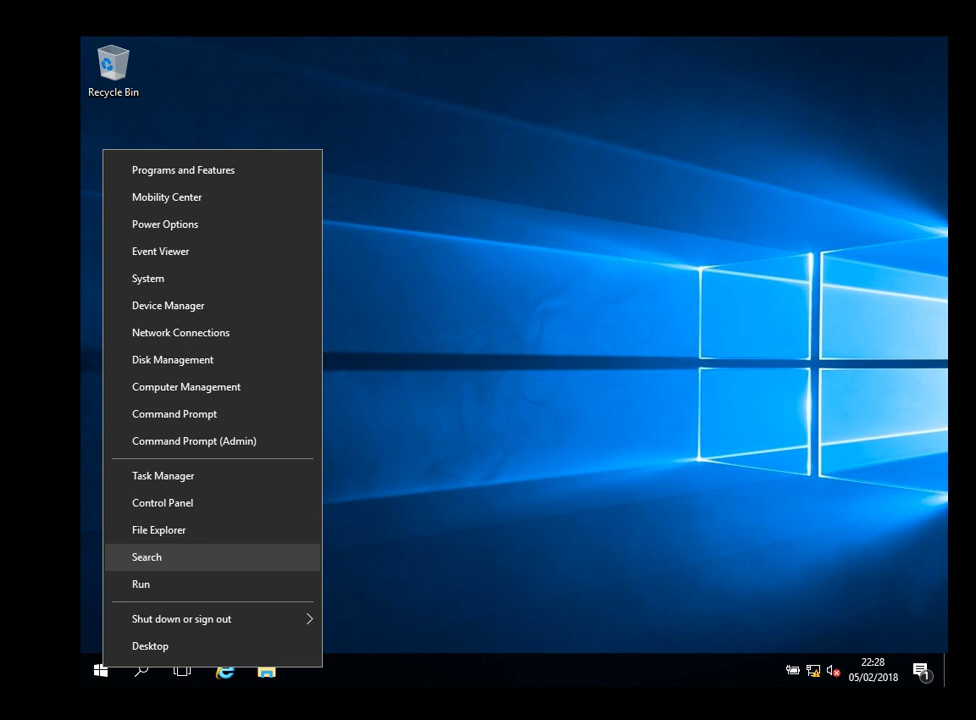 Recycle Bin
Programs and Features
Mobility Center
Power Options
Event Viewer
System
Device Manager
Network Connections
Disk Management
Computer Management
Command Prompt
Command Prompt (Admin)
Task Manager
Control Panel
File Explorer
Search
Run
Shut down or sign out
Desktop
22:28
05/02/2018
1